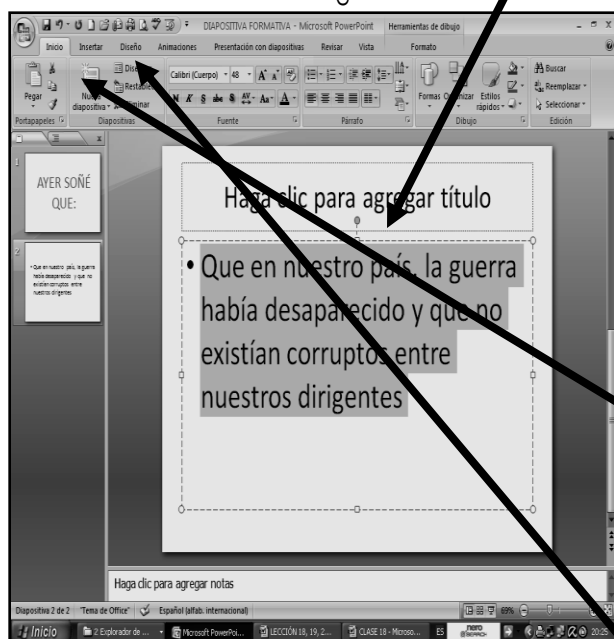 DIAPOSITIVA FORMATIVA - Microsoft PowerPoint
Herramientas de dibujo
Inicio Insertar Diseño Animaciones Presentación con diapositivas Revisar Vista Formato
Pegar
diapositiva
Calibri (Cuerpo) 48
Formas
Estilos
rápidos
Buscar
Reemplazar
Seleccionar
Portapapeles Diapositivas Fuente Párrafo Dibujo Edición
1
AYER SOÑÉ
QUE:
2
• Que en nuestro país, la guerra
había desaparecido y que no
existían corruptos entre
nuestros dirigentes
Haga clic para agregar título
• Que en nuestro país, la guerra
había desaparecido y que no
existían corruptos entre
nuestros dirigentes
Haga clic para agregar notas
Diapositiva 2 de 2 "Tema de Office" Español (alfab. internacional) 69%
Inicio 2 Explorador de ... Microsoft PowerPoi... LECCIÓN 18, 19, 2... CLASE 18 - Microso... ES nero